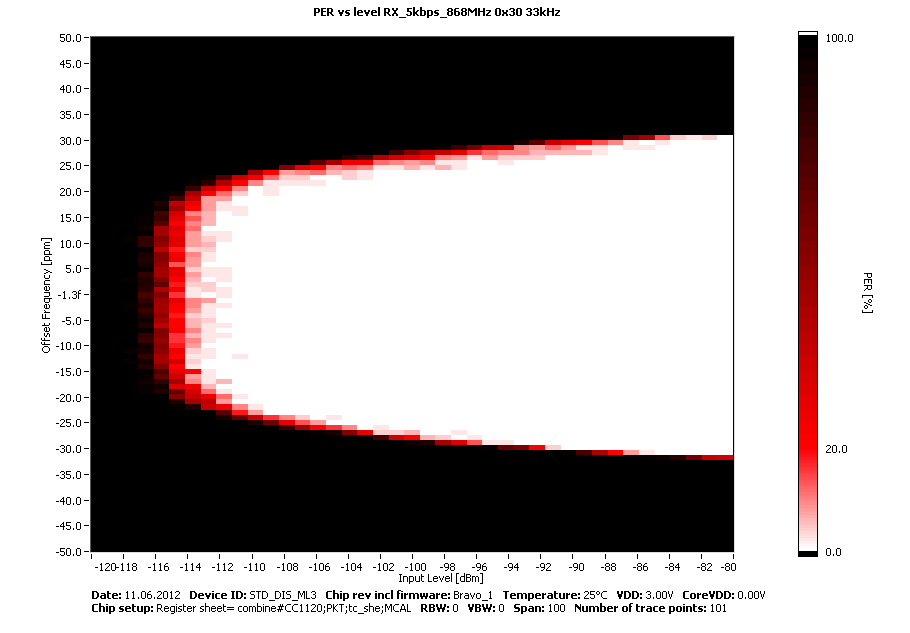 PER vs level RX_5kbps_868MHz 0x30 33kHz
50.0
45.0
40.0
35.0
30.0
25.0
20.0
15.0
10.0
5.0
-1.3f
-5.0
-10.0
-15.0
-20.0
-25.0
-30.0
-35.0
-40.0
-45.0
-50.0
Offset Frequency [ppm]
-120 -118 -116 -114 -112 -110 -108 -106 -104 -102 -100 -98 -96 -94 -92 -90 -88 -86 -84 -82 -80
Input Level [dBm]
100.0
20.0
0.0
PER [%]
Date: 11.06.2012 Device ID: STD_DIS_ML3 Chip rev incl firmware: Bravo_1 Temperature: 25°C VDD: 3.00V CoreVDD: 0.00V
Chip setup: Register sheet= combine#CC1120;PKT;tc_she;MCAL RBW: 0 VBW: 0 Span: 100 Number of trace points: 101